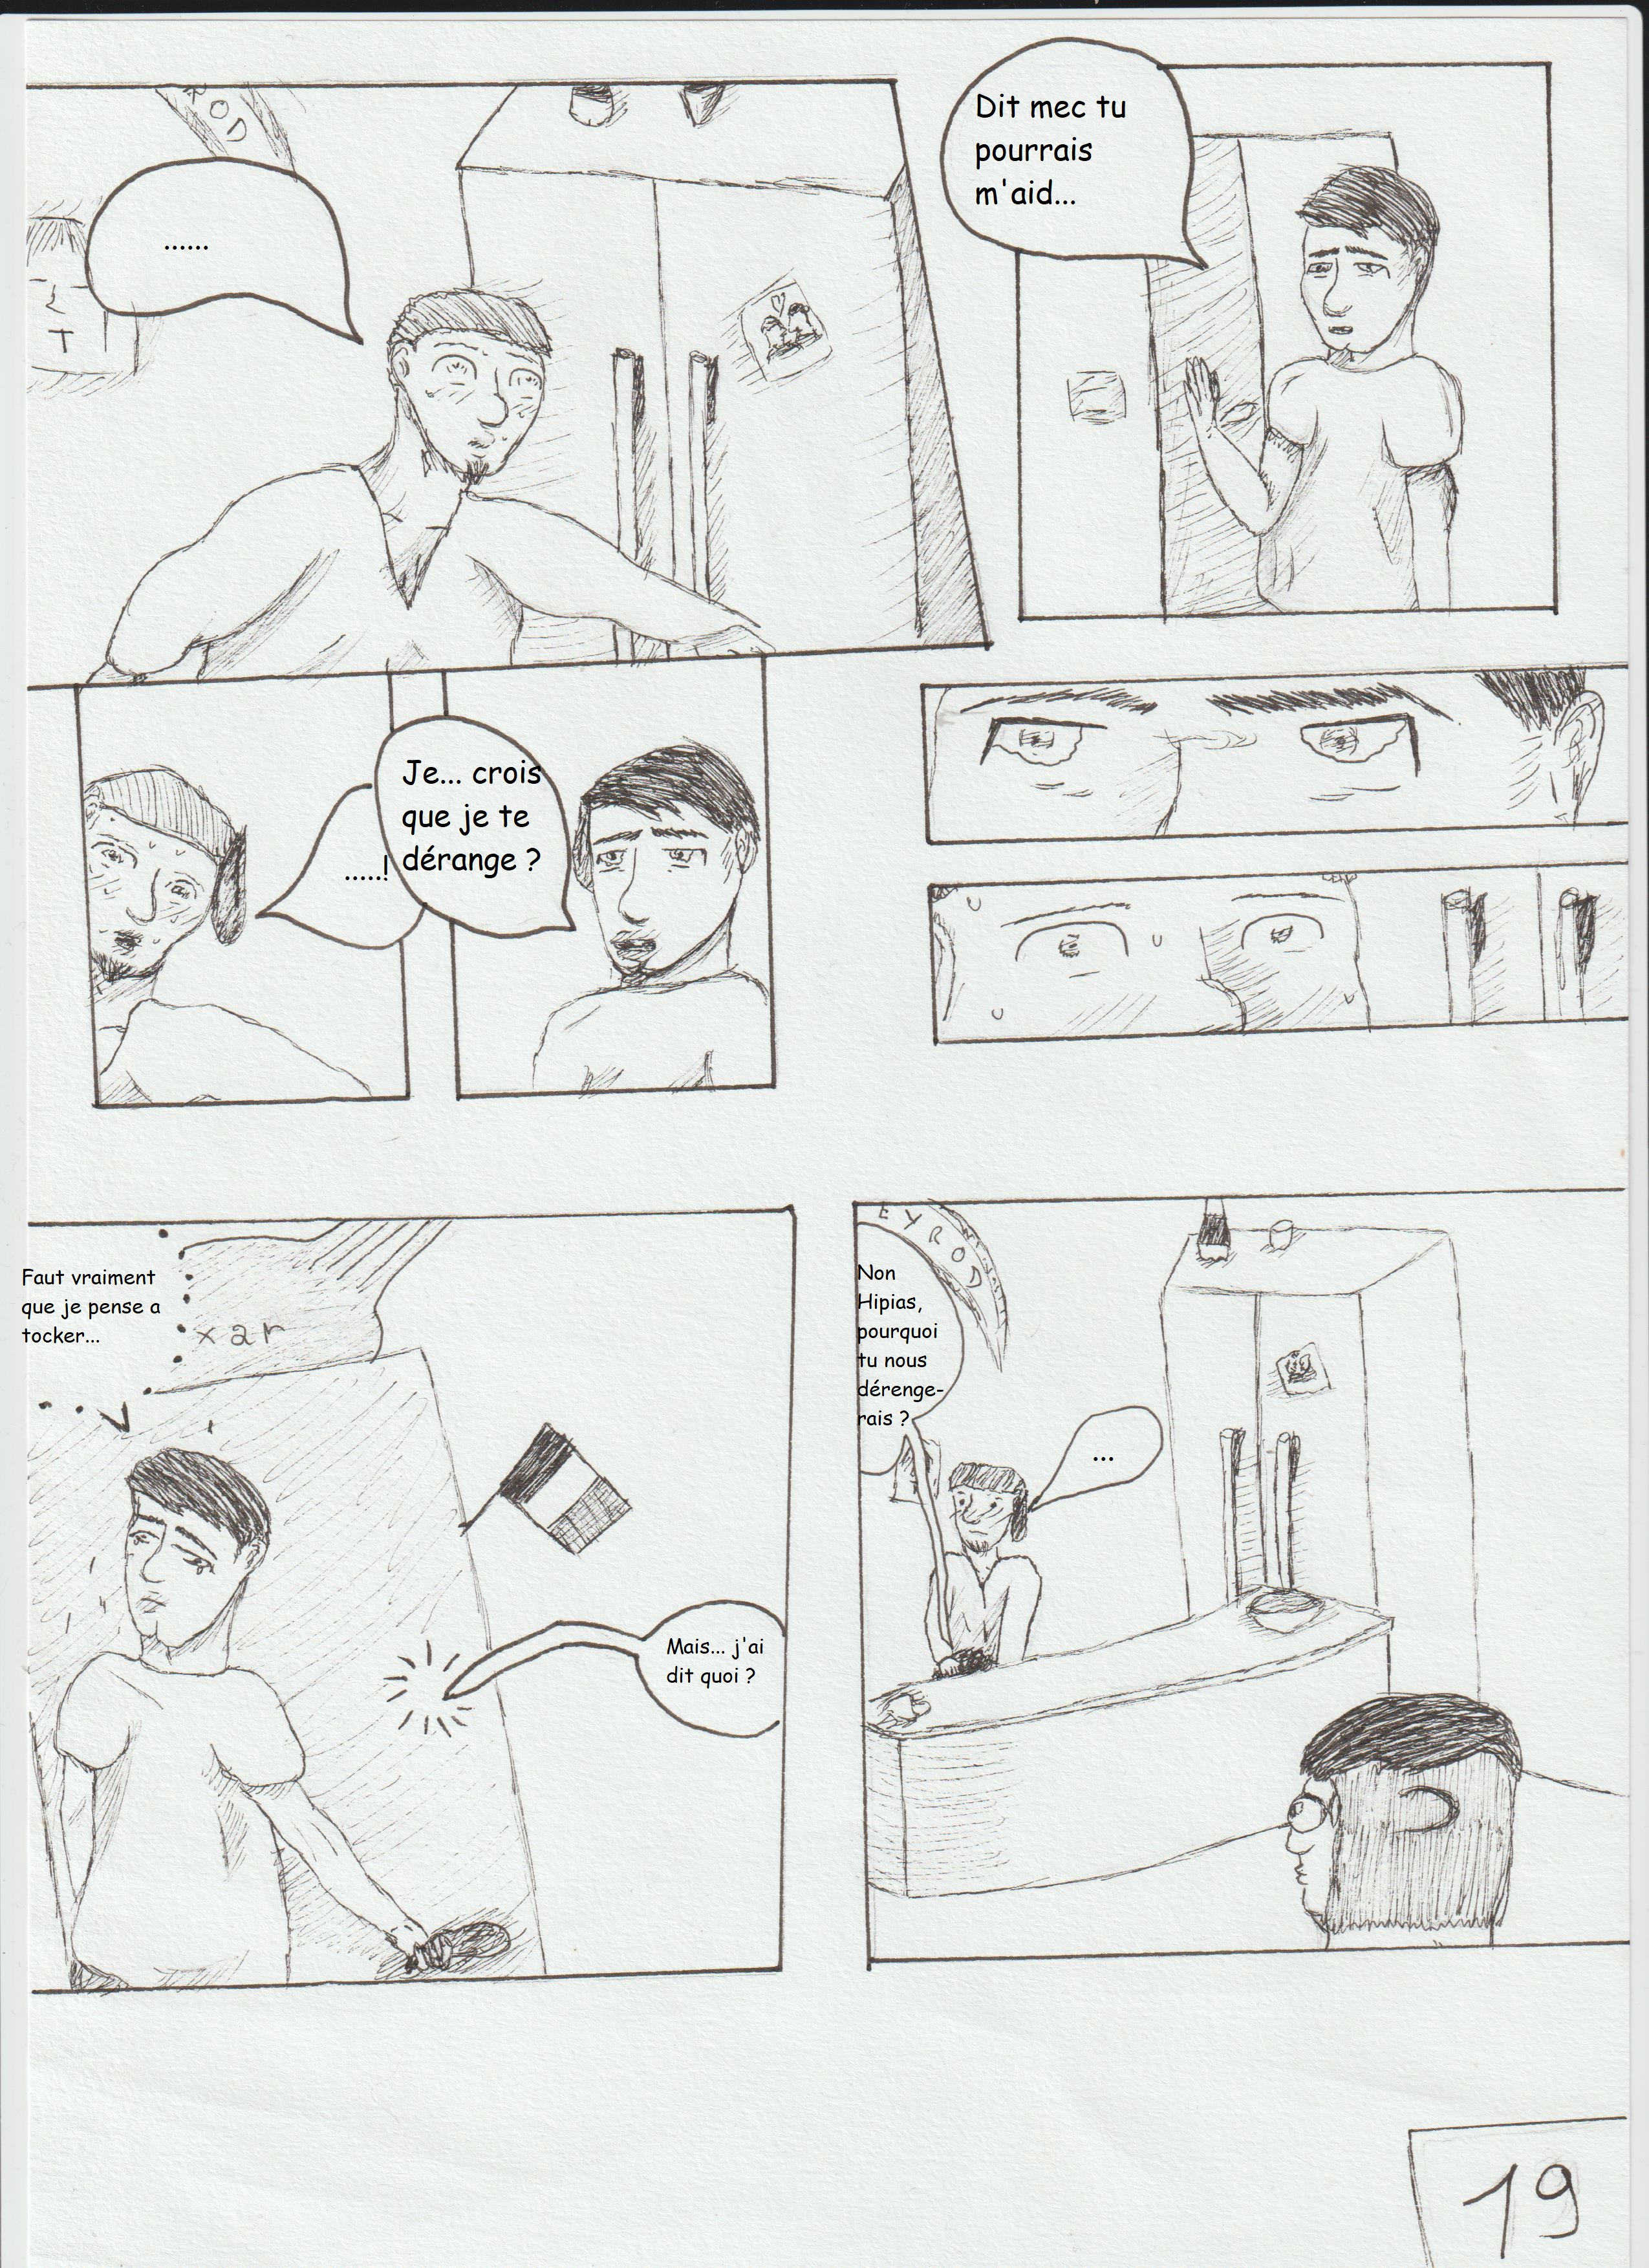 ROD
......
T
Dit mec tu
pourrais
m'aid...
.....!
Je... crois
que je te
dérange ?
Faut vraiment
que je pense a
tocker...
xar
Mais... j'ai
dit quoi ?
EYROD
Non
Hipias,
pourquoi
tu nous
dérenge-
rais ?
...
19